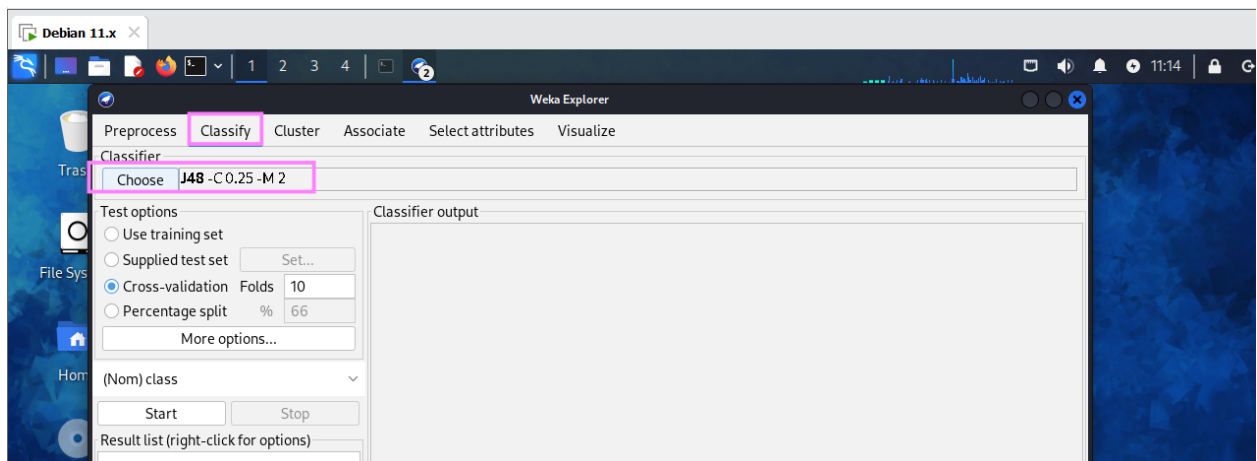 Debian 11.x
1 2 3 4 2 11:14
Weka Explorer
Preprocess Classify Cluster Associate Select attributes Visualize
Classifier
Choose J48 -C 0.25 -M 2
Test options
Classifier output
Use training set
Supplied test set Set...
Cross-validation Folds 10
Percentage split % 66
More options...
(Nom) class
Start Stop
Result list (right-click for options)
Tras
File Sys
Hom